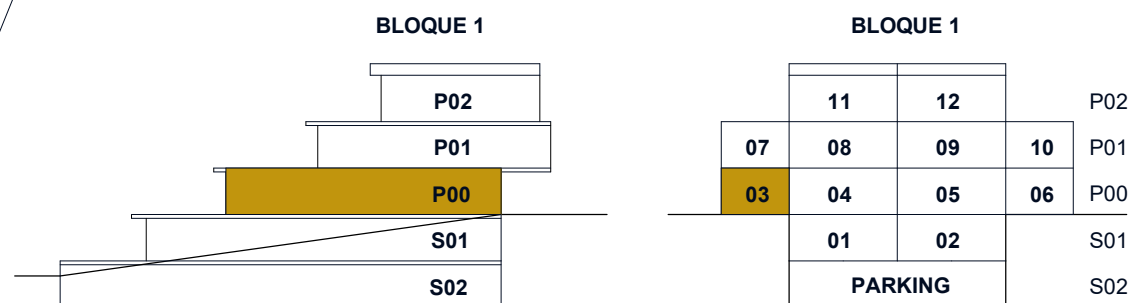 BLOQUE 1
P02
P01
P00
S01
S02
BLOQUE 1
11 12 P02
07 08 09 10 P01
03 04 05 06 P00
01 02 S01
PARKING S02